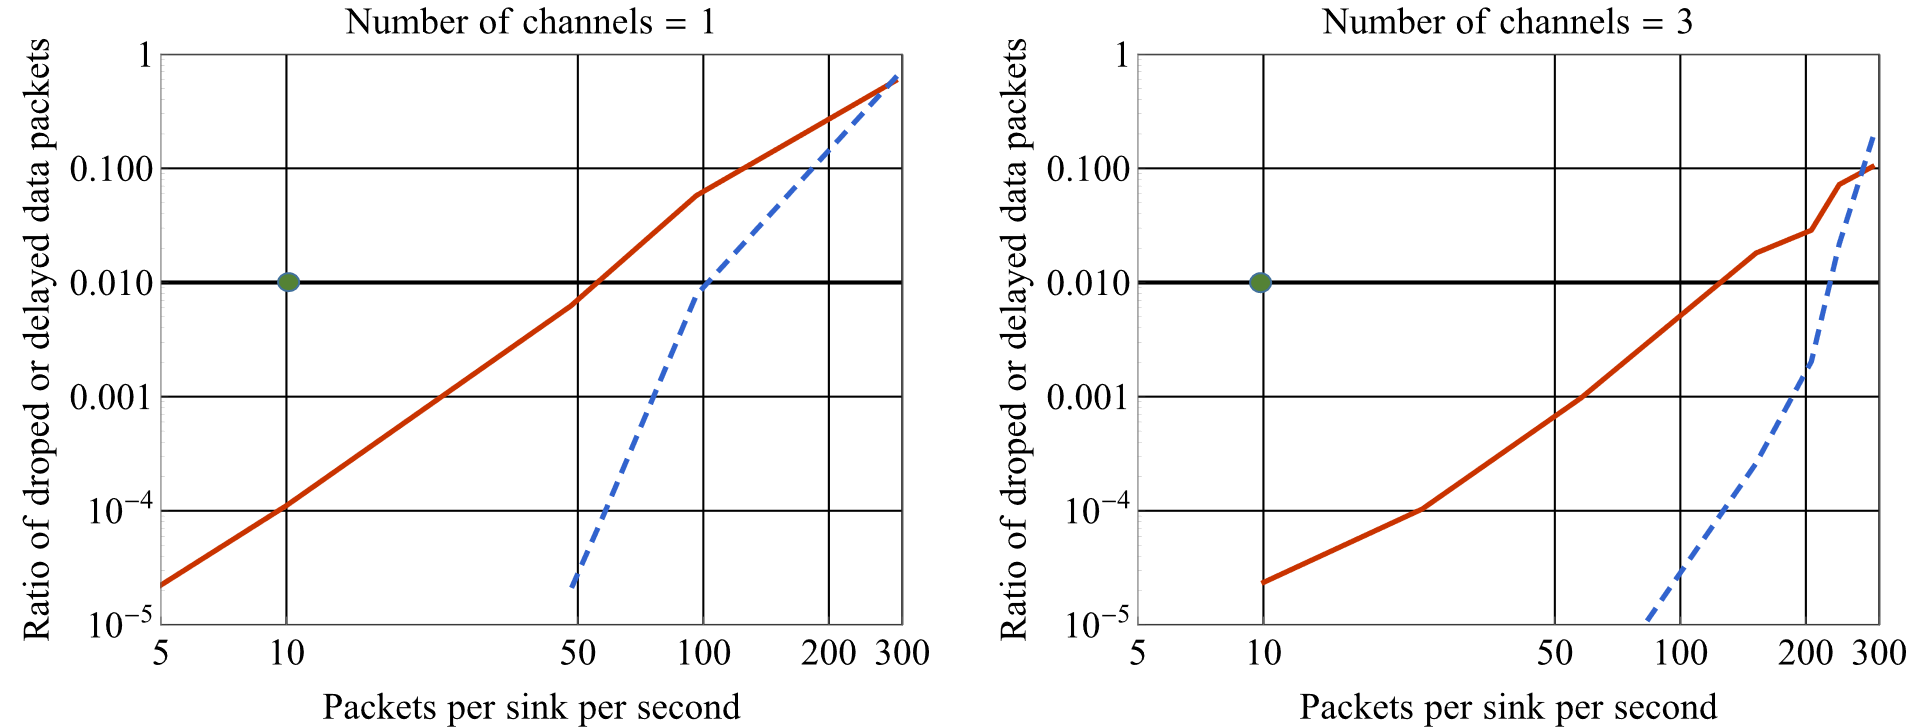 Number of channels = 1
Ratio of droped or delayed data packets
1
0.100
0.010
0.001
10−4
10−5
5 10 50 100 200 300
Packets per sink per second
Number of channels = 3
Ratio of droped or delayed data packets
1
0.100
0.010
0.001
10−4
10−5
5 10 50 100 200 300
Packets per sink per second